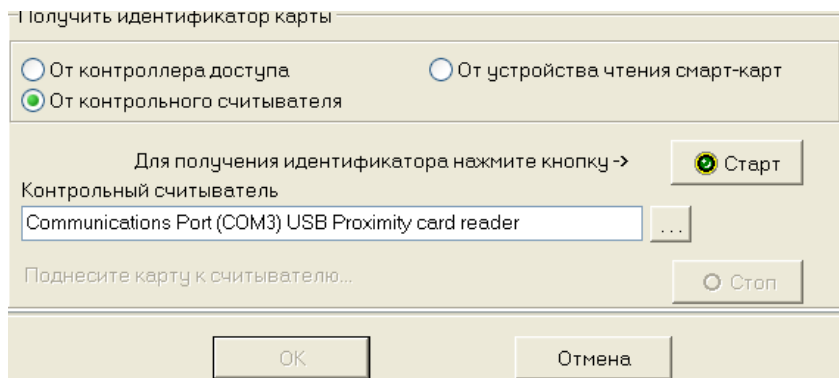 Получить идентификатор карты
От контроллера доступа
От устройства чтения смарт-карт
От контрольного считывателя
Для получения идентификатора нажмите кнопку -> Старт
Контрольный считыватель
Communications Port (COM3) USB Proximity card reader ...
Поднесите карту к считывателю... Стоп
OK Отмена